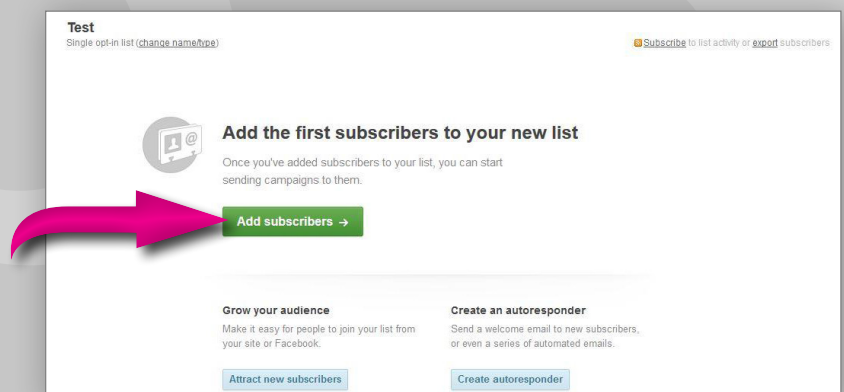 Test
Single opt-in list (change name/type)
Subscribe to list activity or export subscribers
Add the first subscribers to your new list
Once you've added subscribers to your list, you can start
sending campaigns to them.
Add subscribers →
Grow your audience
Make it easy for people to join your list from
your site or Facebook.
Attract new subscribers
Create an autoresponder
Send a welcome email to new subscribers,
or even a series of automated emails.
Create autoresponder